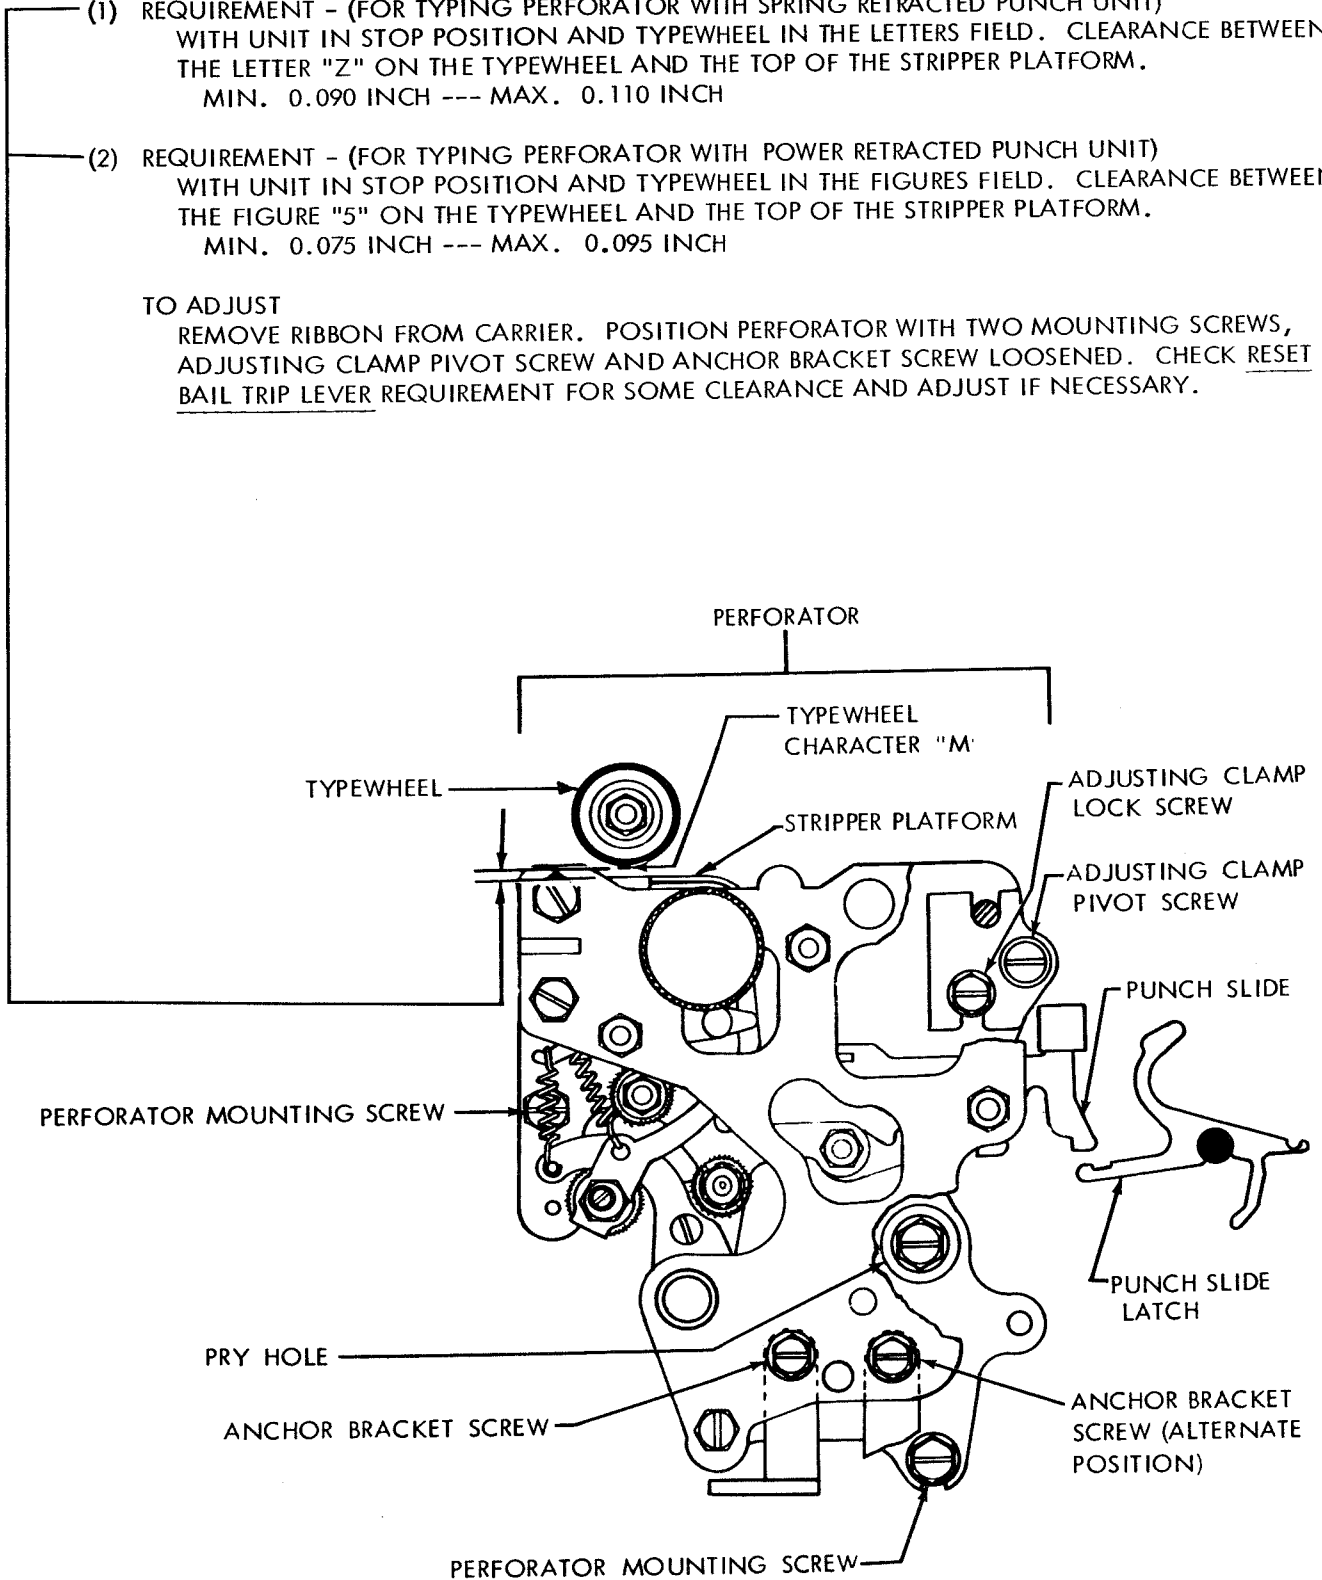 (1) REQUIREMENT - (FOR TYPING PERFORATOR WITH SPRING RETRACTED PUNCH UNIT)
WITH UNIT IN STOP POSITION AND TYPEWHEEL IN THE LETTERS FIELD. CLEARANCE BETWEEN
THE LETTER "Z" ON THE TYPEWHEEL AND THE TOP OF THE STRIPPER PLATFORM.
MIN. 0.090 INCH --- MAX. 0.110 INCH
(2) REQUIREMENT - (FOR TYPING PERFORATOR WITH POWER RETRACTED PUNCH UNIT)
WITH UNIT IN STOP POSITION AND TYPEWHEEL IN THE FIGURES FIELD. CLEARANCE BETWEEN
THE FIGURE "5" ON THE TYPEWHEEL AND THE TOP OF THE STRIPPER PLATFORM.
MIN. 0.075 INCH --- MAX. 0.095 INCH
TO ADJUST
REMOVE RIBBON FROM CARRIER. POSITION PERFORATOR WITH TWO MOUNTING SCREWS,
ADJUSTING CLAMP PIVOT SCREW AND ANCHOR BRACKET SCREW LOOSENED. CHECK RESET
BAIL TRIP LEVER REQUIREMENT FOR SOME CLEARANCE AND ADJUST IF NECESSARY.
PERFORATOR
TYPEWHEEL
CHARACTER "M'
TYPEWHEEL
ADJUSTING CLAMP
LOCK SCREW
STRIPPER PLATFORM
ADJUSTING CLAMP
PIVOT SCREW
PUNCH SLIDE
PERFORATOR MOUNTING SCREW
PUNCH SLIDE
LATCH
PRY HOLE
ANCHOR BRACKET SCREW
ANCHOR BRACKET
SCREW (ALTERNATE
POSITION)
PERFORATOR MOUNTING SCREW